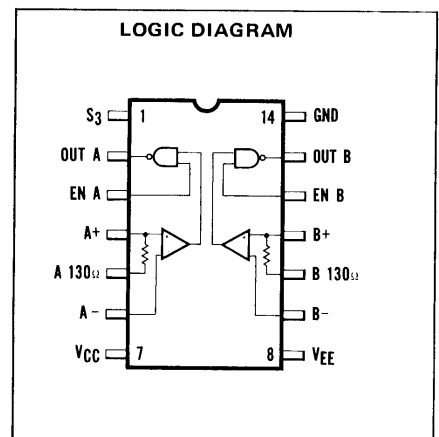 LOGIC DIAGRAM
S3 1 14 GND
OUT A OUT B
EN A EN B
A+ B+
A 130Ω B 130Ω
A- B-
VCC 7 8 VEE